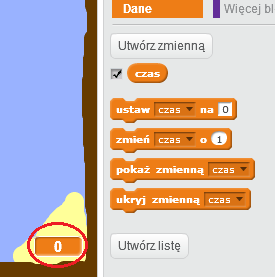 Dane
Więcej bl
Utwórz zmienną
czas
ustaw czas na 0
zmień czas o 1
pokaż zmienną czas
ukryj zmienną czas
0
Utwórz listę